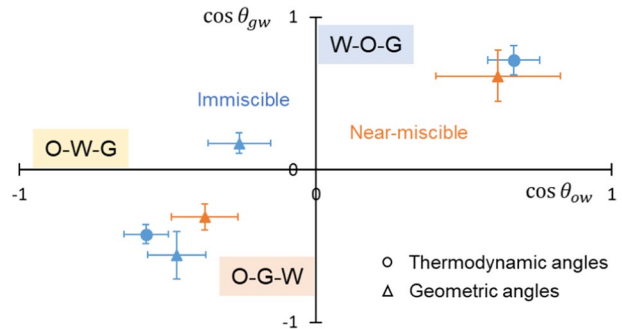 cos θgw
1
W-O-G
Immiscible
Near-miscible
O-W-G
0
-1
0
cos θow
1
O-G-W
Thermodynamic angles
Geometric angles
-1